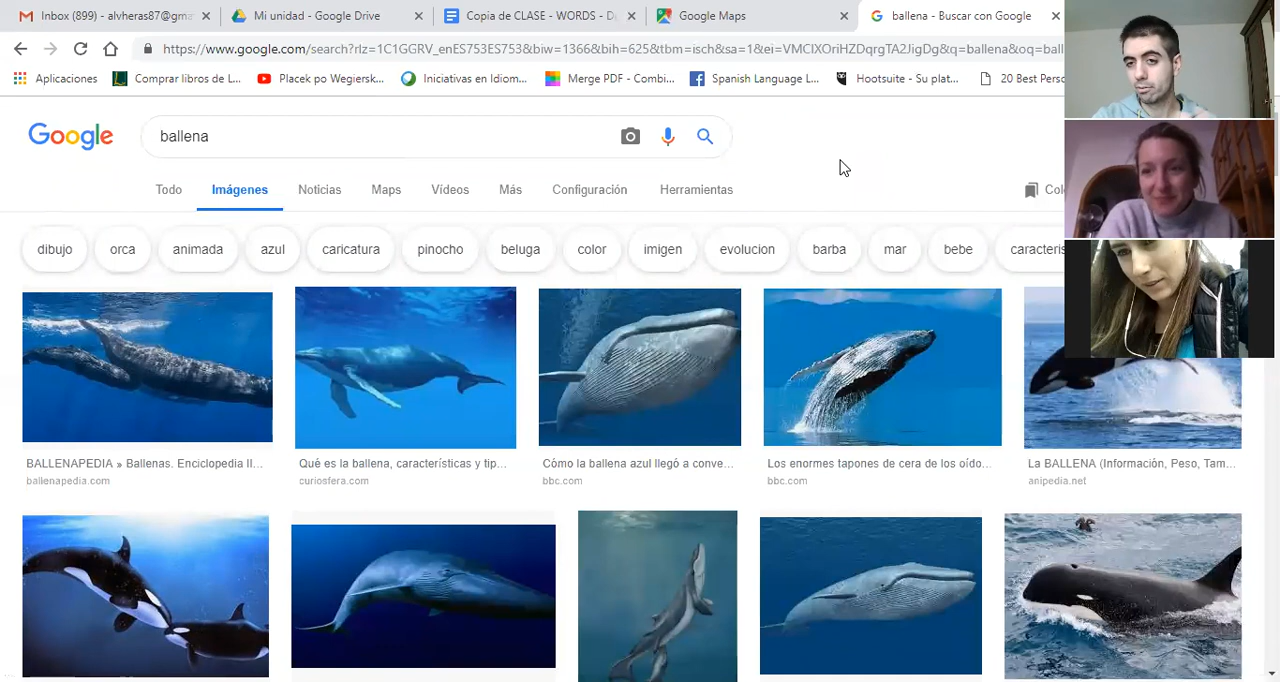 Inbox (899) - alvheras87@gma
Mi unidad - Google Drive
Copia de CLASE - WORDS - D
Google Maps
ballena - Buscar con Google
https://www.google.com/search?rlz=1C1GGRV_enES753ES753&biw=1366&bih=625&tbm=isch&sa=1&ei=VMCIXOriHZDqrgTA2JigDg&q=ballena&oq=ball
Aplicaciones
Comprar libros de L...
Placek po Wegiersk...
Iniciativas en Idiom...
Merge PDF - Combi...
Spanish Language L...
Hootsuite - Su plat...
20 Best Perso
Google
ballena
Todo
Imágenes
Noticias
Maps
Vídeos
Más
Configuración
Herramientas
Col
dibujo
orca
animada
azul
caricatura
pinocho
beluga
color
imigen
evolucion
barba
mar
bebe
caracteris
BALLENAPEDIA » Ballenas. Enciclopedia Il...
ballenapedia.com
Qué es la ballena, características y tip...
curiosfera.com
Cómo la ballena azul llegó a conve...
bbc.com
Los enormes tapones de cera de los oído...
bbc.com
La BALLENA (Información, Peso, Tam...
anipedia.net